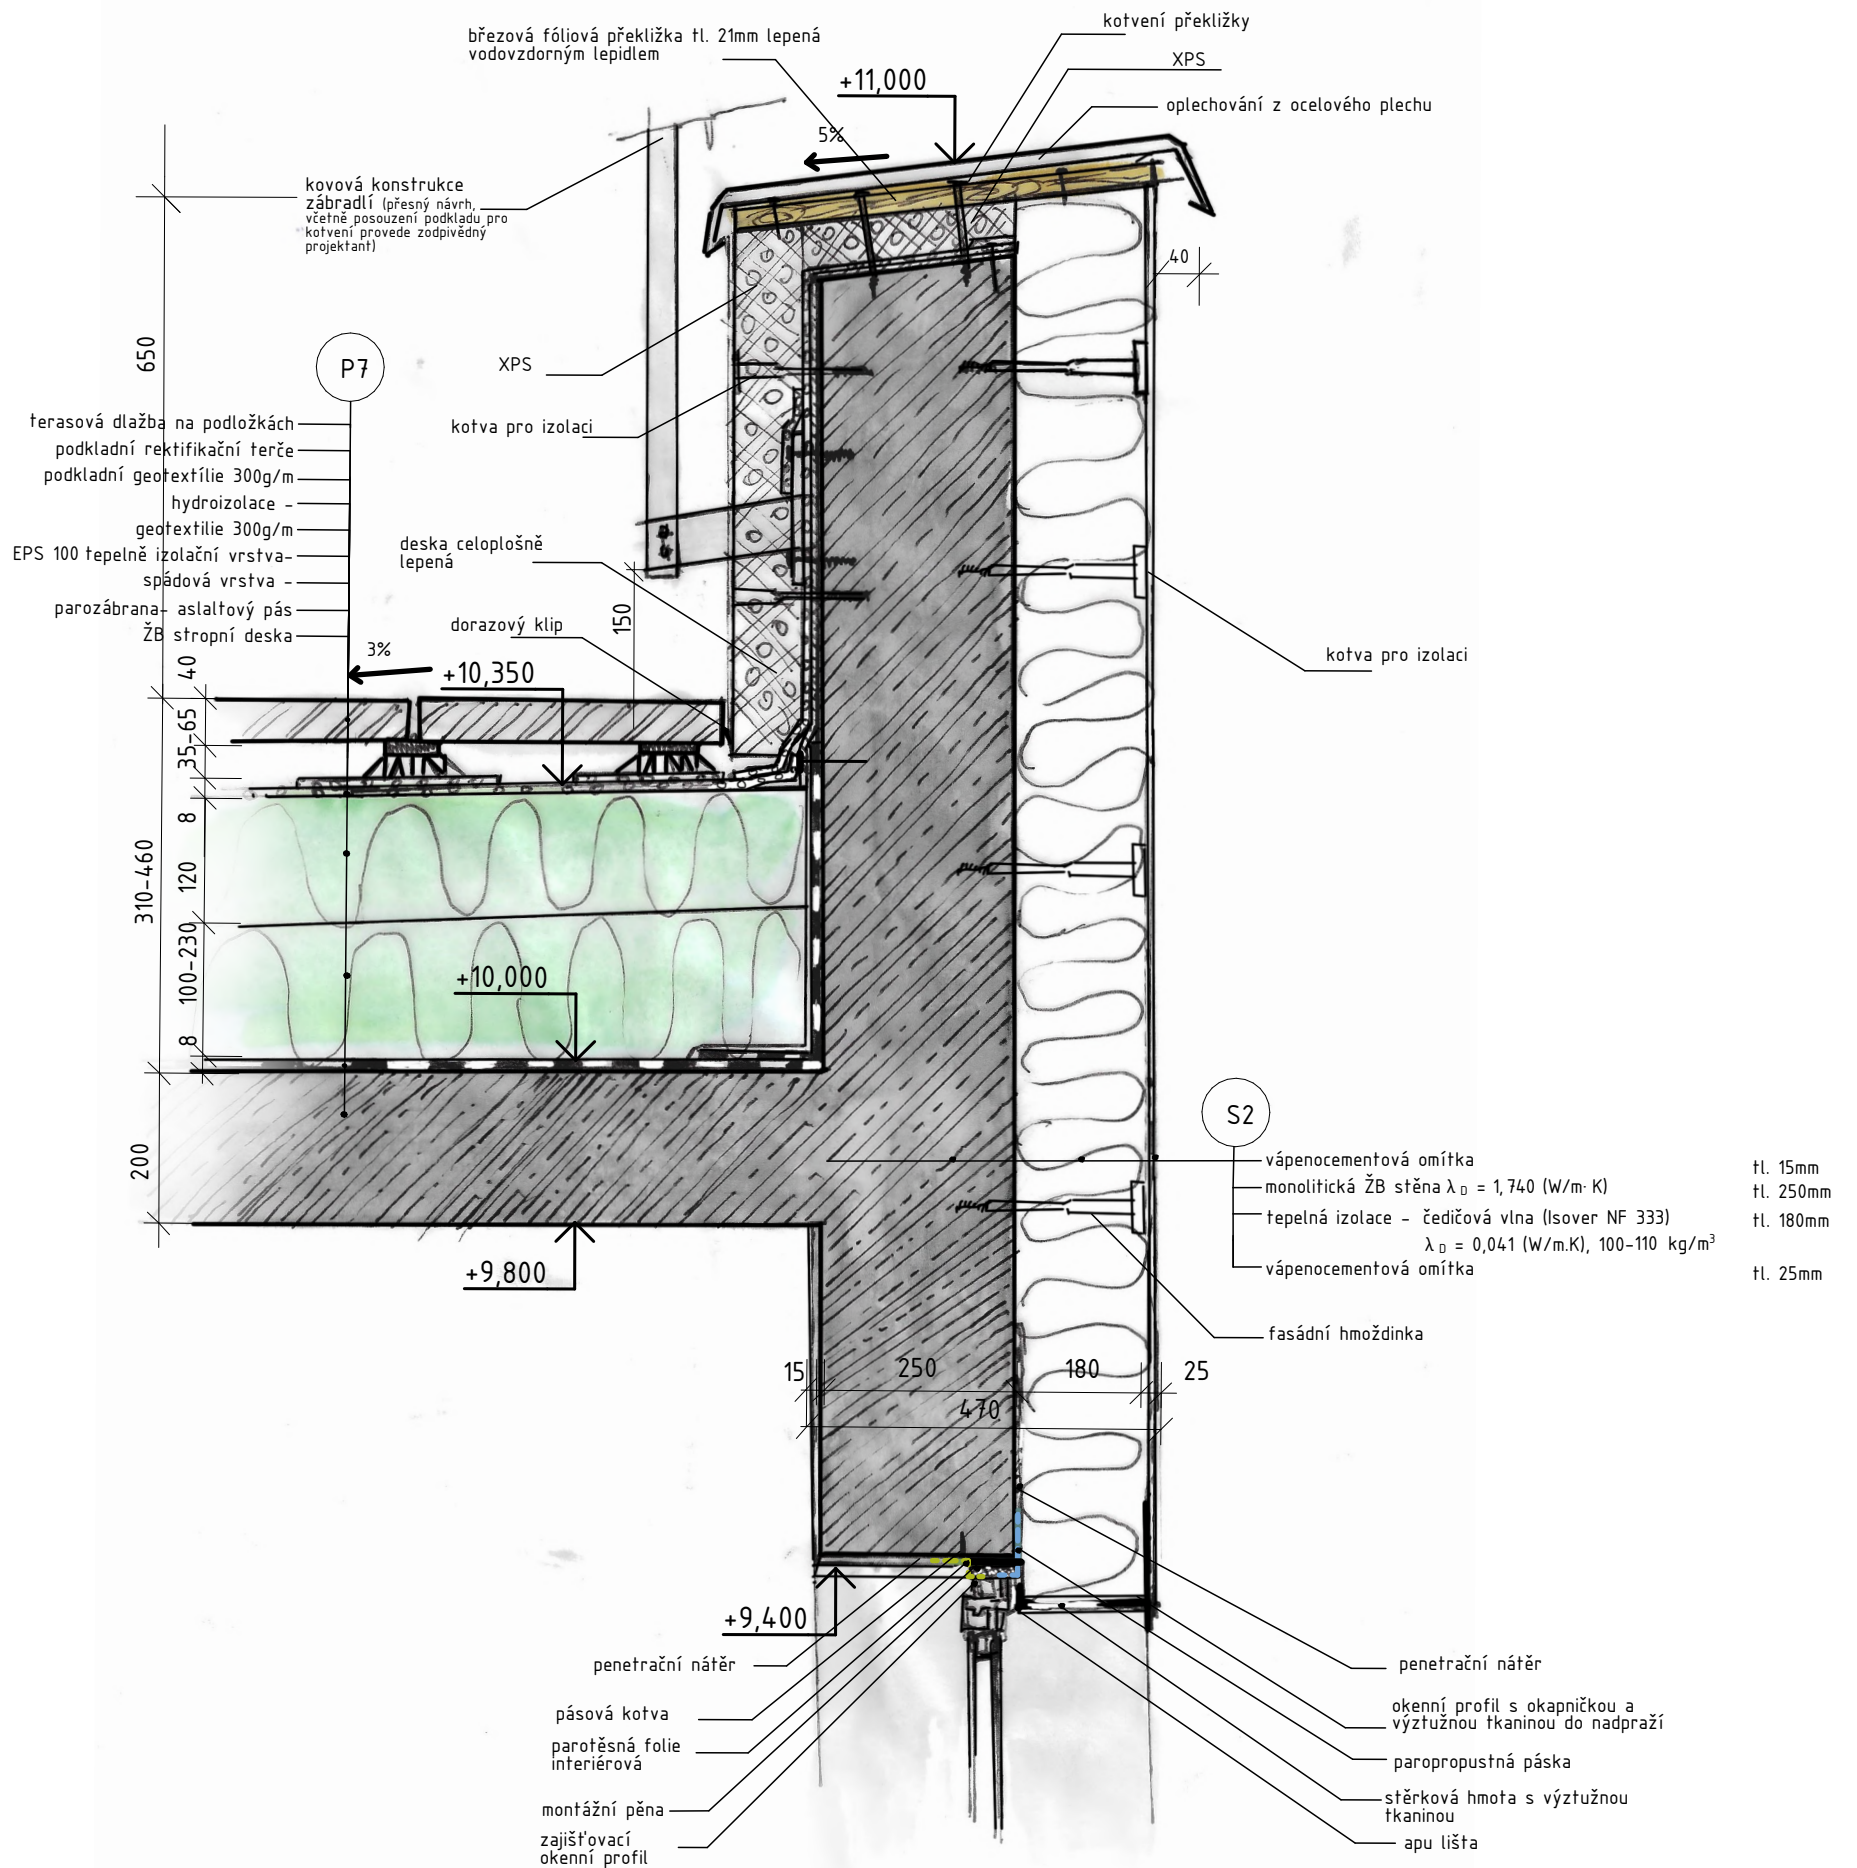 březová fóliová překližka tl. 21mm lepená
vodovzdorným lepidlem
kotvení překližky
XPS
oplechování z ocelového plechu
+11,000
5%
kovová konstrukce
zábradlí (přesný návrh,
včetně posouzení podkladu pro
kotvení provede zodpivědný
projektant)
40
650
XPS
P7
kotva pro izolaci
terasová dlažba na podložkách
podkladní rektifikační terče
podkladní geotextílie 300g/m
hydroizolace -
geotextilie 300g/m
EPS 100 tepelně izolační vrstva-
spádová vrstva -
parozábrana- aslaltový pás
ŽB stropní deska
deska celoplošně
lepená
dorazový klip
150
kotva pro izolaci
3%
+10,350
40
35-65
8
120
100-230
8
310-460
200
+10,000
+9,800
S2
vápenocementová omítka tl. 15mm
monolitická ŽB stěna λ D = 1,740 (W/m· K) tl. 250mm
tepelná izolace - čedičová vlna (Isover NF 333) tl. 180mm
λ D = 0,041 (W/m.K), 100-110 kg/m³
vápenocementová omítka tl. 25mm
fasádní hmoždinka
15 250 180 25
470
+9,400
penetrační nátěr
pásová kotva
parotěsná folie
interiérová
montážní pěna
zajišťovací
okenní profil
penetrační nátěr
okenní profil s okapničkou a
výztužnou tkaninou do nadpraží
paropropustná páska
stěrková hmota s výztužnou
tkaninou
apu lišta